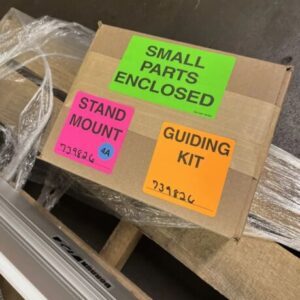 SMALL
PARTS
ENCLOSED
STAND
MOUNT
4A
739826
GUIDING
KIT
739826